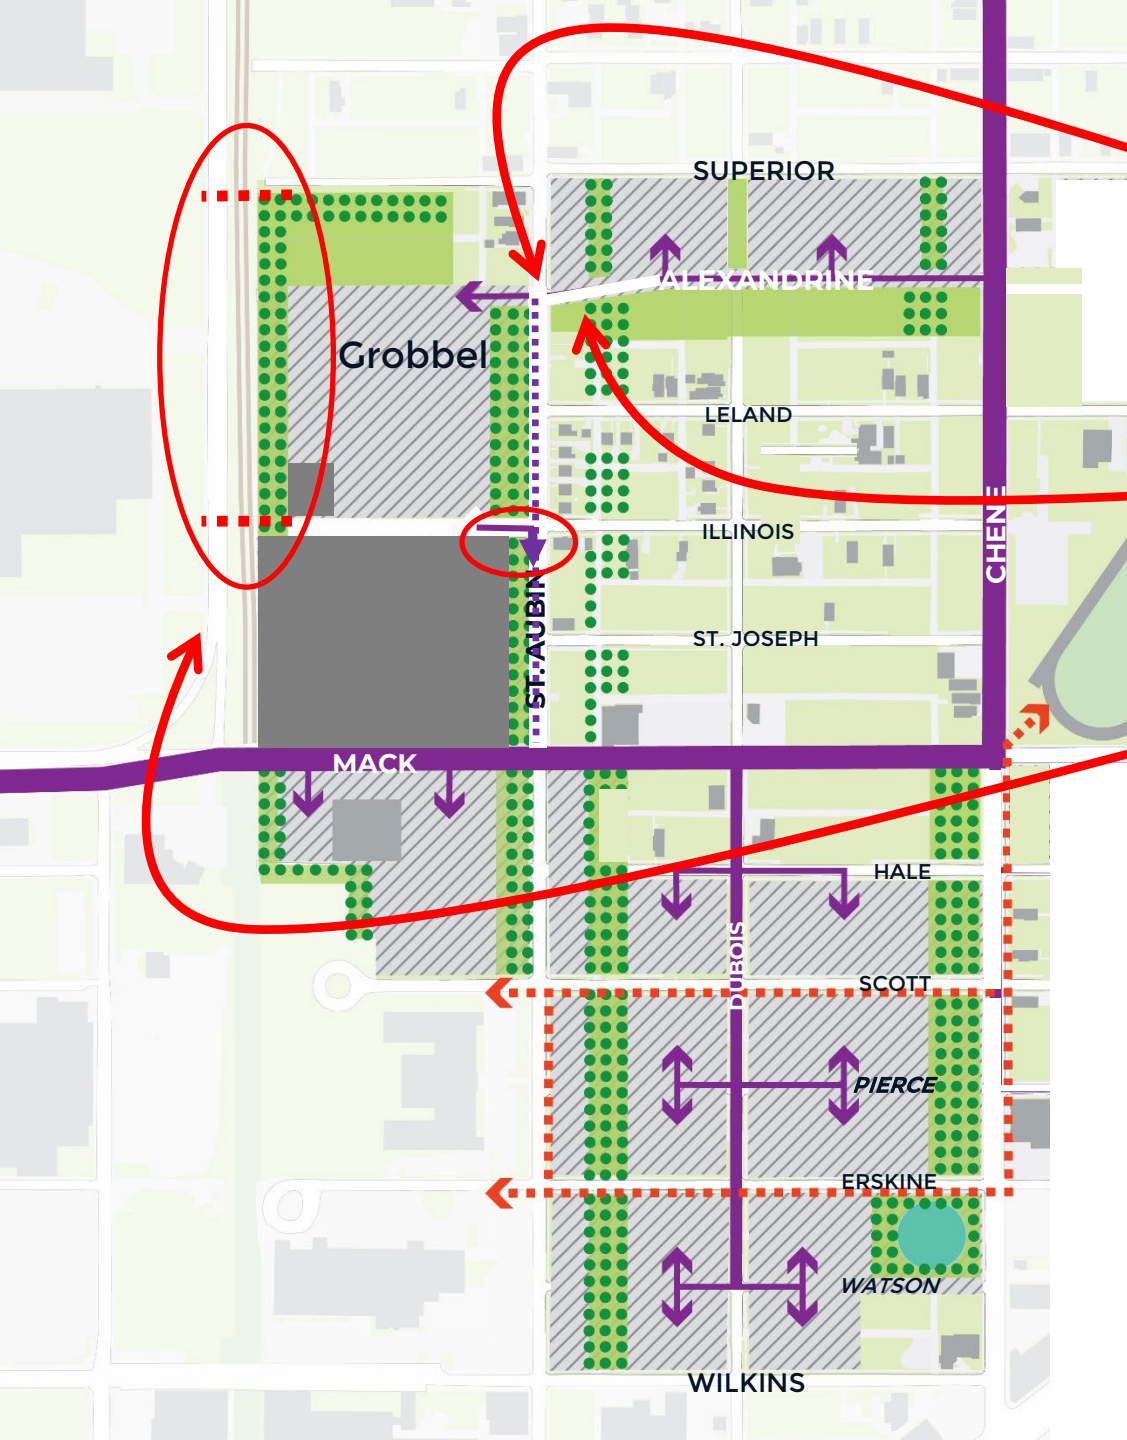 SUPERIOR
ALEXANDRINE
Grobbel
LELAND
CHENE
ILLINOIS
ST. AUBIN
ST. JOSEPH
MACK
HALE
DUBOIS
SCOTT
PIERCE
ERSKINE
WATSON
WILKINS